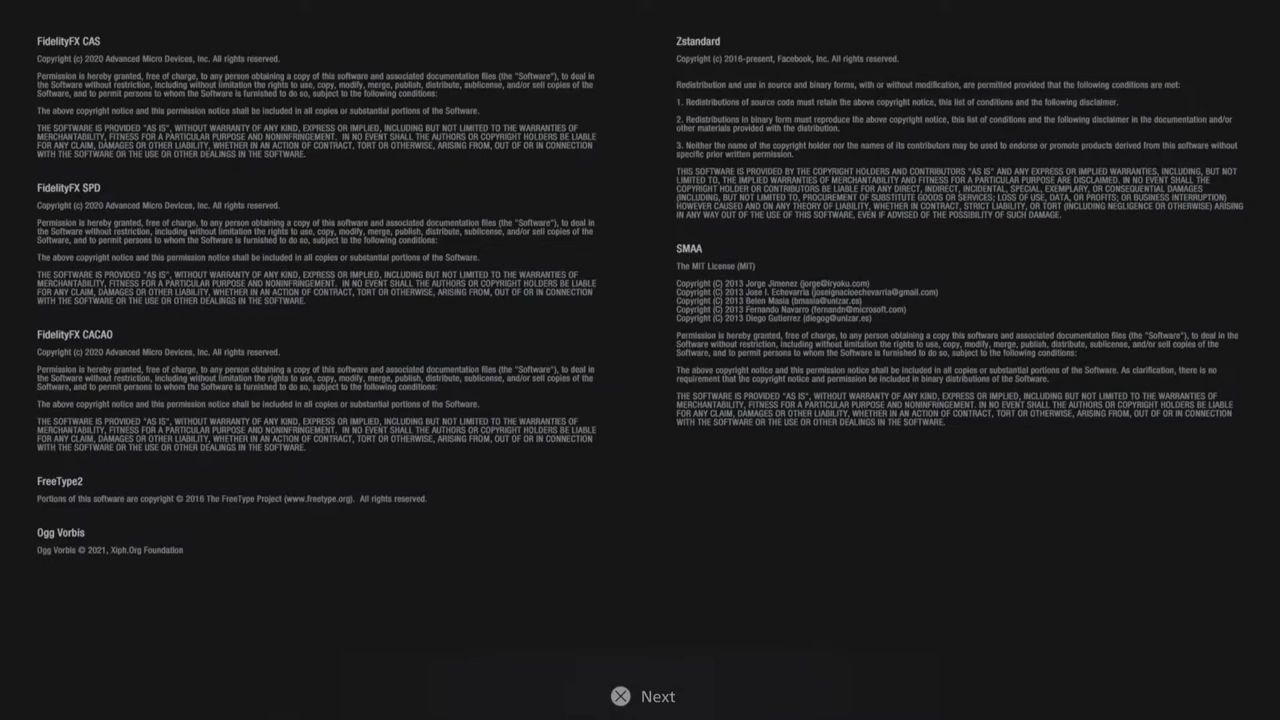 FidelityFX CAS
Copyright (c) 2020 Advanced Micro Devices, Inc. All rights reserved.
Permission is hereby granted, free of charge, to any person obtaining a copy of this software and associated documentation files (the "Software"), to deal in
the Software without restriction, including without limitation the rights to use, copy, modify, merge, publish, distribute, sublicense, and/or sell copies of the
Software, and to permit persons to whom the Software is furnished to do so, subject to the following conditions:
The above copyright notice and this permission notice shall be included in all copies or substantial portions of the Software.
THE SOFTWARE IS PROVIDED "AS IS", WITHOUT WARRANTY OF ANY KIND, EXPRESS OR IMPLIED, INCLUDING BUT NOT LIMITED TO THE WARRANTIES OF
MERCHANTABILITY, FITNESS FOR A PARTICULAR PURPOSE AND NONINFRINGEMENT. IN NO EVENT SHALL THE AUTHORS OR COPYRIGHT HOLDERS BE LIABLE
FOR ANY CLAIM, DAMAGES OR OTHER LIABILITY, WHETHER IN AN ACTION OF CONTRACT, TORT OR OTHERWISE, ARISING FROM, OUT OF OR IN CONNECTION
WITH THE SOFTWARE OR THE USE OR OTHER DEALINGS IN THE SOFTWARE.
FidelityFX SPD
Copyright (c) 2020 Advanced Micro Devices, Inc. All rights reserved.
Permission is hereby granted, free of charge, to any person obtaining a copy of this software and associated documentation files (the "Software"), to deal in
the Software without restriction, including without limitation the rights to use, copy, modify, merge, publish, distribute, sublicense, and/or sell copies of the
Software, and to permit persons to whom the Software is furnished to do so, subject to the following conditions:
The above copyright notice and this permission notice shall be included in all copies or substantial portions of the Software.
THE SOFTWARE IS PROVIDED "AS IS", WITHOUT WARRANTY OF ANY KIND, EXPRESS OR IMPLIED, INCLUDING BUT NOT LIMITED TO THE WARRANTIES OF
MERCHANTABILITY, FITNESS FOR A PARTICULAR PURPOSE AND NONINFRINGEMENT. IN NO EVENT SHALL THE AUTHORS OR COPYRIGHT HOLDERS BE LIABLE
FOR ANY CLAIM, DAMAGES OR OTHER LIABILITY, WHETHER IN AN ACTION OF CONTRACT, TORT OR OTHERWISE, ARISING FROM, OUT OF OR IN CONNECTION
WITH THE SOFTWARE OR THE USE OR OTHER DEALINGS IN THE SOFTWARE.
FidelityFX CACAO
Copyright (c) 2020 Advanced Micro Devices, Inc. All rights reserved.
Permission is hereby granted, free of charge, to any person obtaining a copy of this software and associated documentation files (the "Software"), to deal in
the Software without restriction, including without limitation the rights to use, copy, modify, merge, publish, distribute, sublicense, and/or sell copies of the
Software, and to permit persons to whom the Software is furnished to do so, subject to the following conditions:
The above copyright notice and this permission notice shall be included in all copies or substantial portions of the Software.
THE SOFTWARE IS PROVIDED "AS IS", WITHOUT WARRANTY OF ANY KIND, EXPRESS OR IMPLIED, INCLUDING BUT NOT LIMITED TO THE WARRANTIES OF
MERCHANTABILITY, FITNESS FOR A PARTICULAR PURPOSE AND NONINFRINGEMENT. IN NO EVENT SHALL THE AUTHORS OR COPYRIGHT HOLDERS BE LIABLE
FOR ANY CLAIM, DAMAGES OR OTHER LIABILITY, WHETHER IN AN ACTION OF CONTRACT, TORT OR OTHERWISE, ARISING FROM, OUT OF OR IN CONNECTION
WITH THE SOFTWARE OR THE USE OR OTHER DEALINGS IN THE SOFTWARE.
FreeType2
Portions of this software are copyright © 2016 The FreeType Project (www.freetype.org). All rights reserved.
Ogg Vorbis
Ogg Vorbis © 2021, Xiph.Org Foundation
Zstandard
Copyright (c) 2016-present, Facebook, Inc. All rights reserved.
Redistribution and use in source and binary forms, with or without modification, are permitted provided that the following conditions are met:
1. Redistributions of source code must retain the above copyright notice, this list of conditions and the following disclaimer.
2. Redistributions in binary form must reproduce the above copyright notice, this list of conditions and the following disclaimer in the documentation and/or
other materials provided with the distribution.
3. Neither the name of the copyright holder nor the names of its contributors may be used to endorse or promote products derived from this software without
specific prior written permission.
THIS SOFTWARE IS PROVIDED BY THE COPYRIGHT HOLDERS AND CONTRIBUTORS "AS IS" AND ANY EXPRESS OR IMPLIED WARRANTIES, INCLUDING, BUT NOT
LIMITED TO, THE IMPLIED WARRANTIES OF MERCHANTABILITY AND FITNESS FOR A PARTICULAR PURPOSE ARE DISCLAIMED. IN NO EVENT SHALL THE
COPYRIGHT HOLDER OR CONTRIBUTORS BE LIABLE FOR ANY DIRECT, INDIRECT, INCIDENTAL, SPECIAL, EXEMPLARY, OR CONSEQUENTIAL DAMAGES
(INCLUDING, BUT NOT LIMITED TO, PROCUREMENT OF SUBSTITUTE GOODS OR SERVICES; LOSS OF USE, DATA, OR PROFITS; OR BUSINESS INTERRUPTION)
HOWEVER CAUSED AND ON ANY THEORY OF LIABILITY, WHETHER IN CONTRACT, STRICT LIABILITY, OR TORT (INCLUDING NEGLIGENCE OR OTHERWISE) ARISING
IN ANY WAY OUT OF THE USE OF THIS SOFTWARE, EVEN IF ADVISED OF THE POSSIBILITY OF SUCH DAMAGE.
SMAA
The MIT License (MIT)
Copyright (C) 2013 Jorge Jimenez (jorge@iryoku.com)
Copyright (C) 2013 Jose I. Echevarria (joseignacioechevarria@gmail.com)
Copyright (C) 2013 Belen Masia (bmasia@unizar.es)
Copyright (C) 2013 Fernando Navarro (fernandn@microsoft.com)
Copyright (C) 2013 Diego Gutierrez (diegog@unizar.es)
Permission is hereby granted, free of charge, to any person obtaining a copy this software and associated documentation files (the "Software"), to deal in the
Software without restriction, including without limitation the rights to use, copy, modify, merge, publish, distribute, sublicense, and/or sell copies of the
Software, and to permit persons to whom the Software is furnished to do so, subject to the following conditions:
The above copyright notice and this permission notice shall be included in all copies or substantial portions of the Software. As clarification, there is no
requirement that the copyright notice and permission be included in binary distributions of the Software.
THE SOFTWARE IS PROVIDED "AS IS", WITHOUT WARRANTY OF ANY KIND, EXPRESS OR IMPLIED, INCLUDING BUT NOT LIMITED TO THE WARRANTIES OF
MERCHANTABILITY, FITNESS FOR A PARTICULAR PURPOSE AND NONINFRINGEMENT. IN NO EVENT SHALL THE AUTHORS OR COPYRIGHT HOLDERS BE LIABLE
FOR ANY CLAIM, DAMAGES OR OTHER LIABILITY, WHETHER IN AN ACTION OF CONTRACT, TORT OR OTHERWISE, ARISING FROM, OUT OF OR IN CONNECTION
WITH THE SOFTWARE OR THE USE OR OTHER DEALINGS IN THE SOFTWARE.
Next